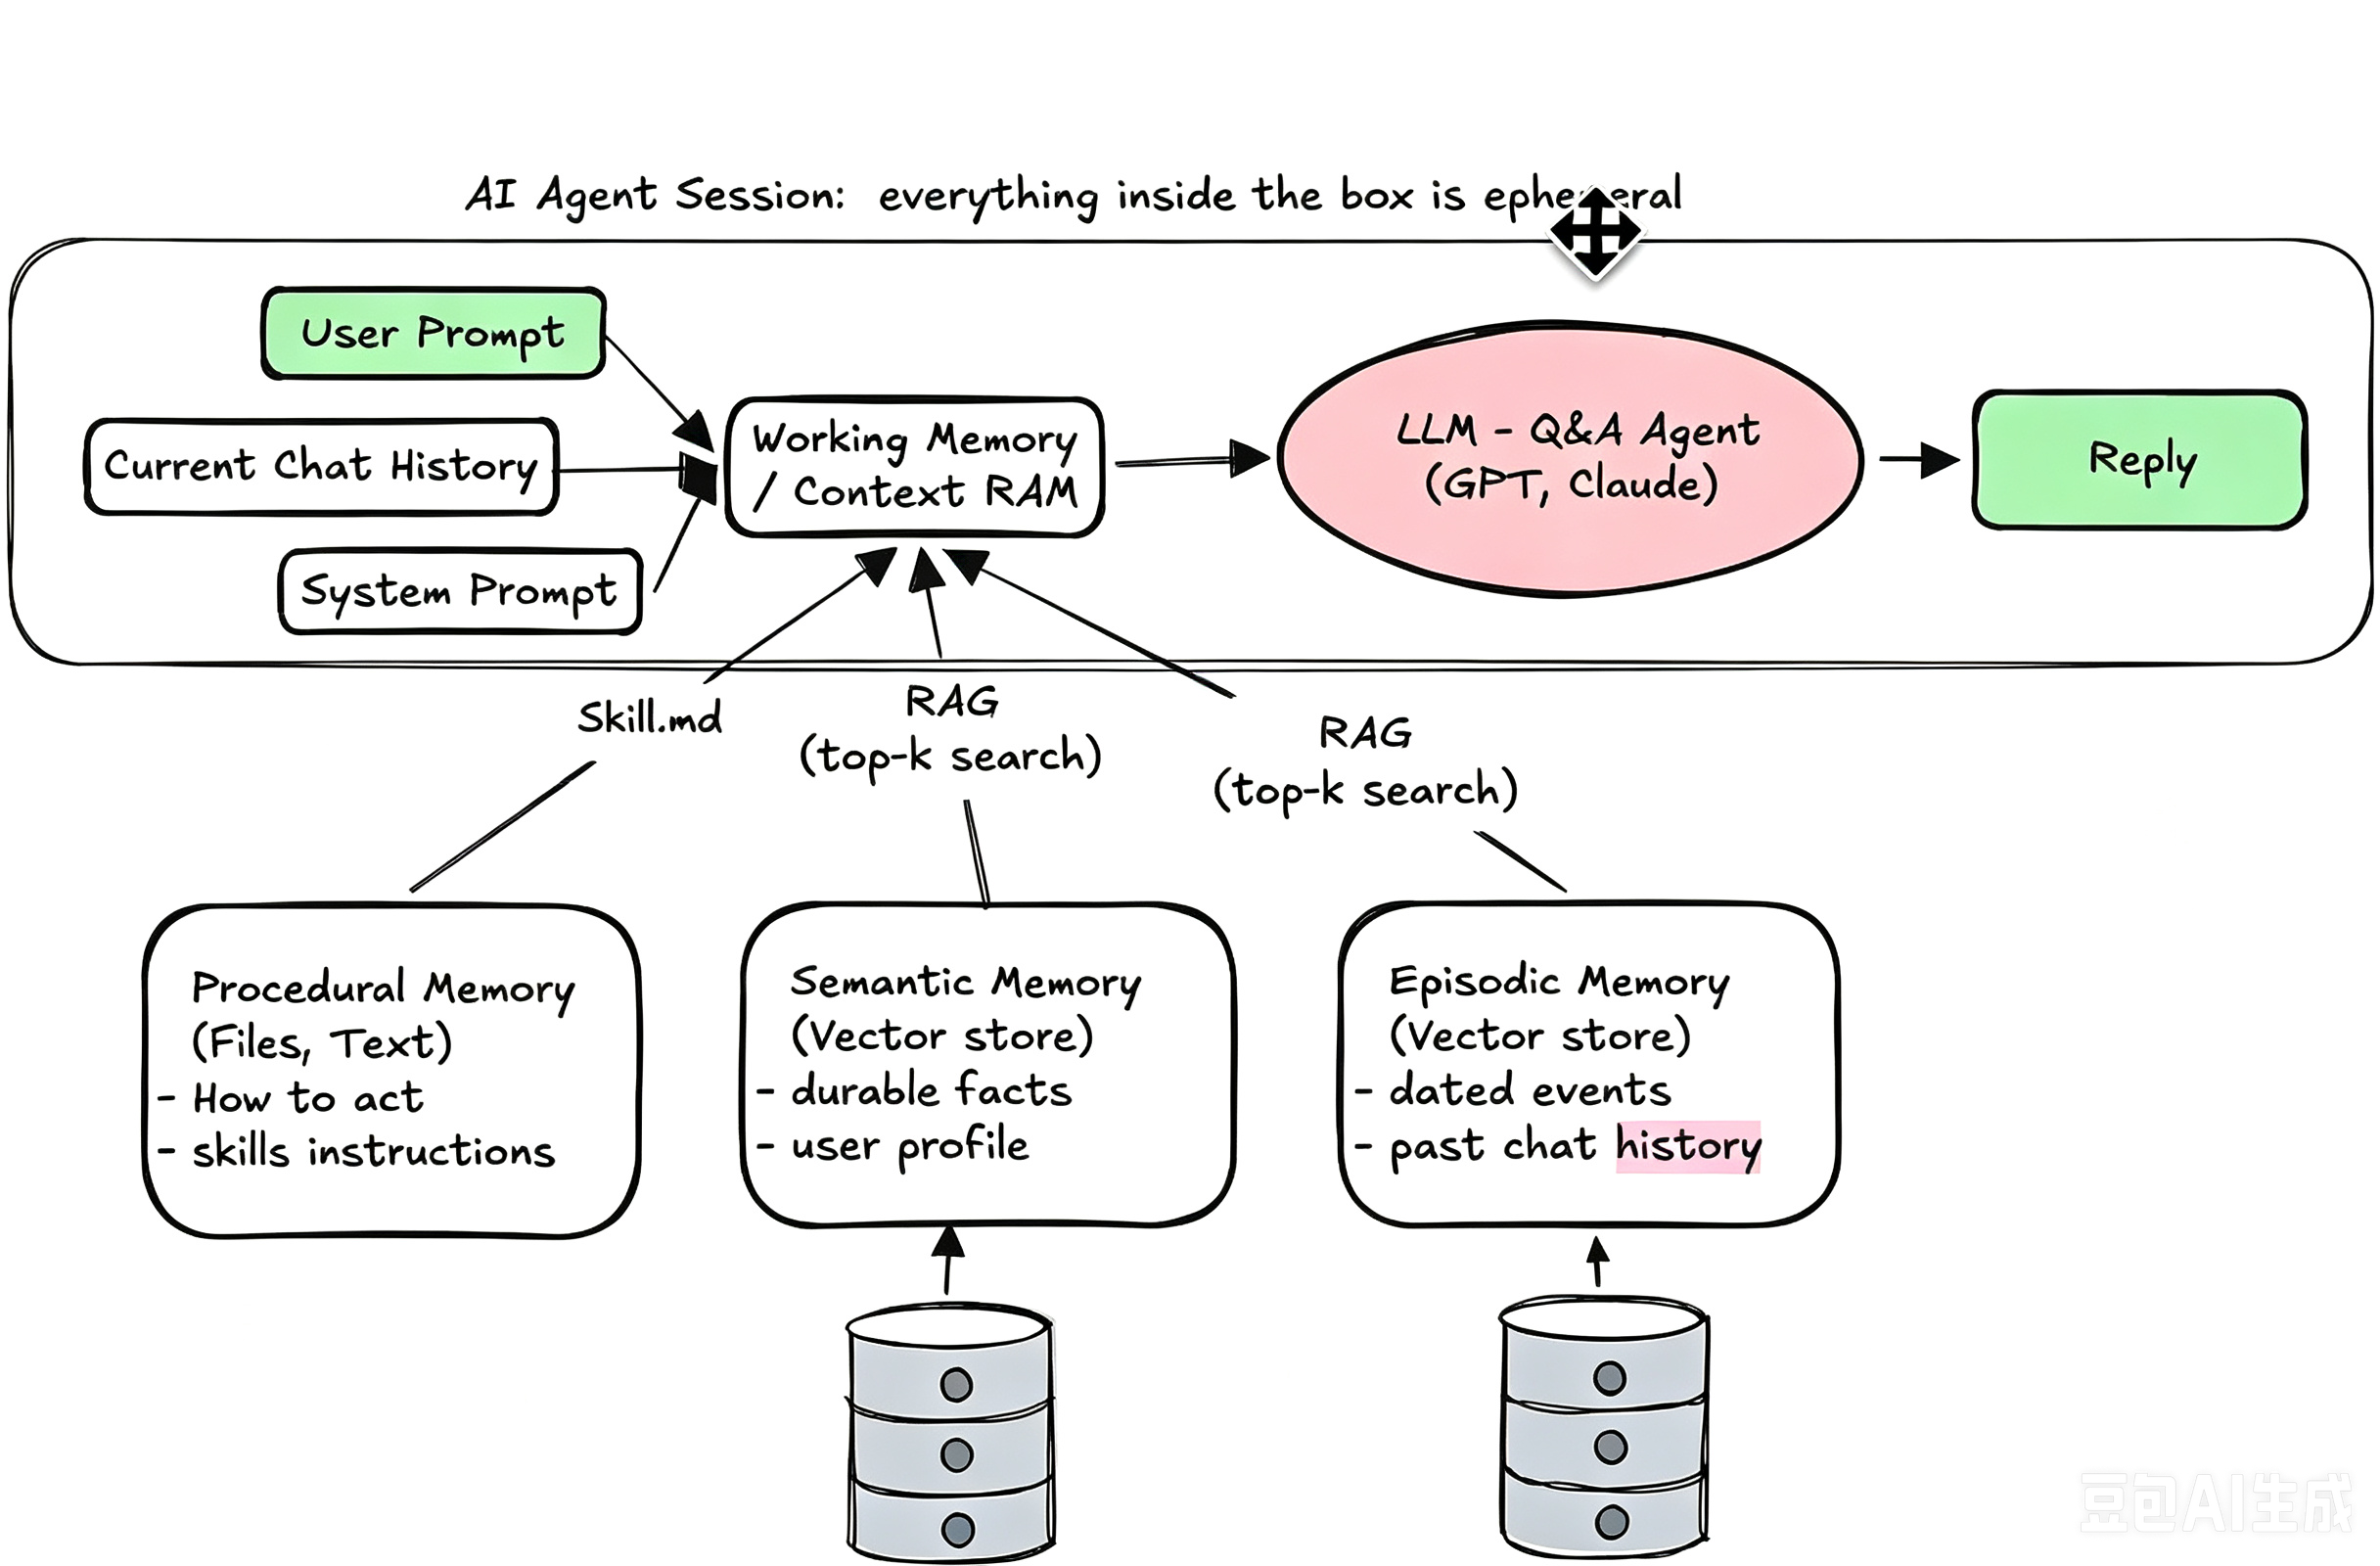 AI Agent Session: everything inside the box is ephemeral
User Prompt
Current Chat History
System Prompt
Working Memory
/ Context RAM
LLM - Q&A Agent
(GPT, Claude)
Reply
Skill.md
RAG
(top-k search)
RAG
(top-k search)
Procedural Memory
(Files, Text)
- How to act
- skills instructions
Semantic Memory
(Vector store)
- durable facts
- user profile
Episodic Memory
(Vector store)
- dated events
- past chat history
豆包AI生成